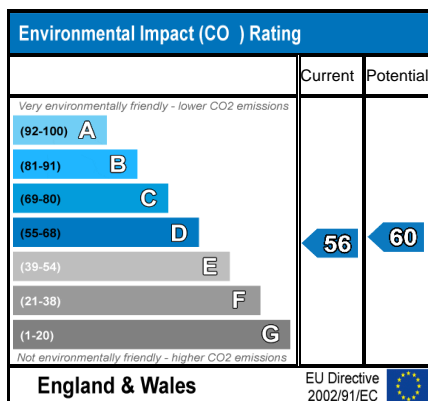 Environmental Impact (CO ) Rating
Current Potential
Very environmentally friendly - lower CO2 emissions
(92-100) A
(81-91) B
(69-80) C
(55-68) D
56
60
(39-54) E
(21-38) F
(1-20) G
Not environmentally friendly - higher CO2 emissions
England & Wales
EU Directive
2002/91/EC